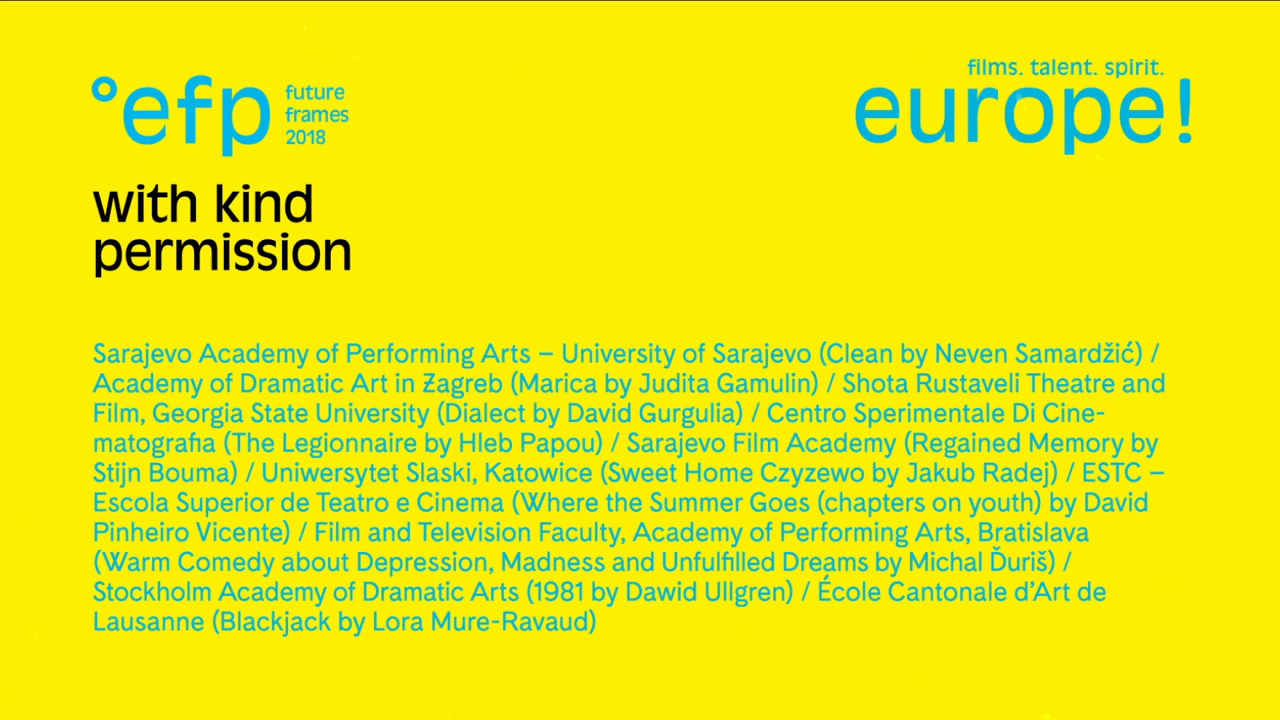 °efp
future
frames
2018
films. talent. spirit.
europe!
with kind
permission
Sarajevo Academy of Performing Arts – University of Sarajevo (Clean by Neven Samardžić) /
Academy of Dramatic Art in Zagreb (Marica by Judita Gamulin) / Shota Rustaveli Theatre and
Film, Georgia State University (Dialect by David Gurgulia) / Centro Sperimentale Di Cine-
matografia (The Legionnaire by Hleb Papou) / Sarajevo Film Academy (Regained Memory by
Stijn Bouma) / Uniwersytet Slaski, Katowice (Sweet Home Czyzewo by Jakub Radej) / ESTC –
Escola Superior de Teatro e Cinema (Where the Summer Goes (chapters on youth) by David
Pinheiro Vicente) / Film and Television Faculty, Academy of Performing Arts, Bratislava
(Warm Comedy about Depression, Madness and Unfulfilled Dreams by Michal Ďuriš) /
Stockholm Academy of Dramatic Arts (1981 by Dawid Ullgren) / École Cantonale d’Art de
Lausanne (Blackjack by Lora Mure-Ravaud)